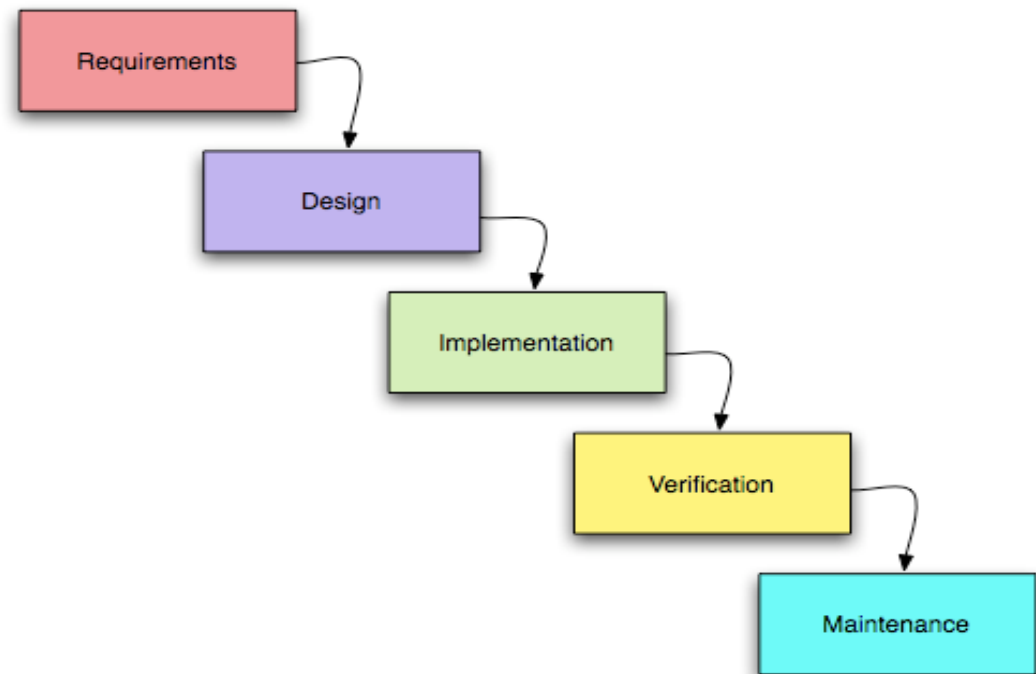 Requirements
Design
Implementation
Verification
Maintenance